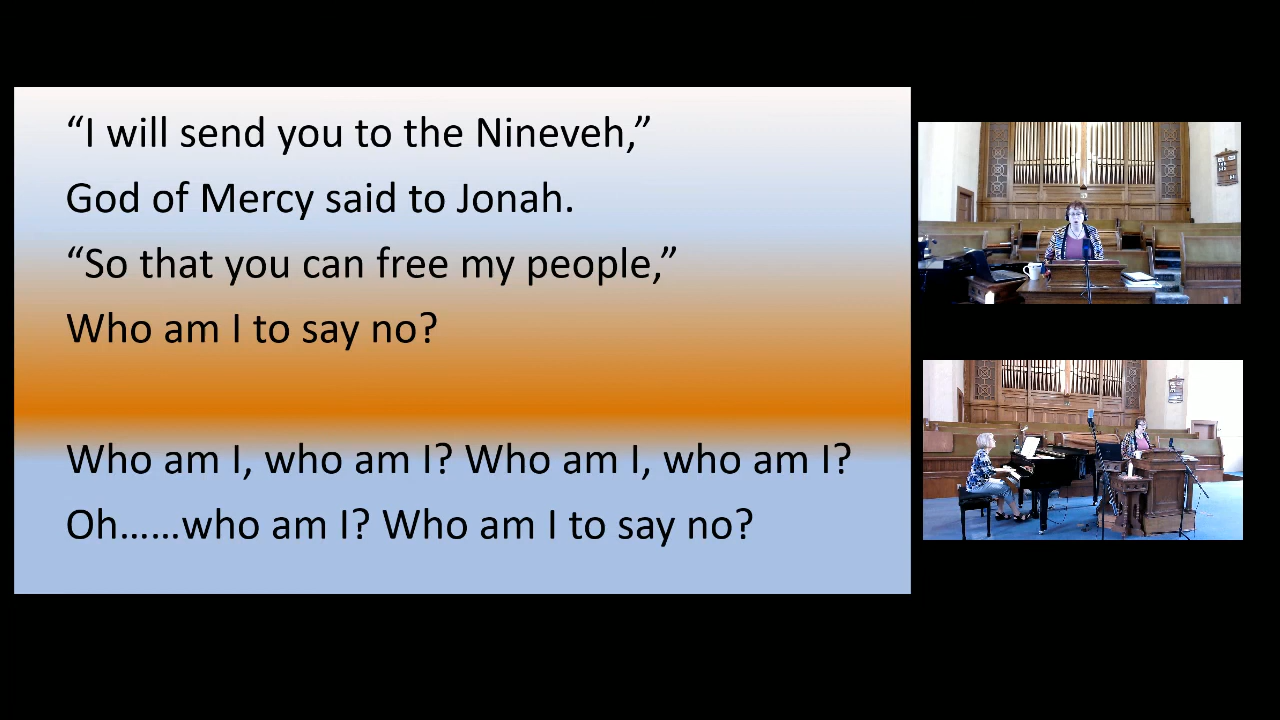 “I will send you to the Nineveh,”
God of Mercy said to Jonah.
“So that you can free my people,”
Who am I to say no?
Who am I, who am I? Who am I, who am I?
Oh……who am I? Who am I to say no?